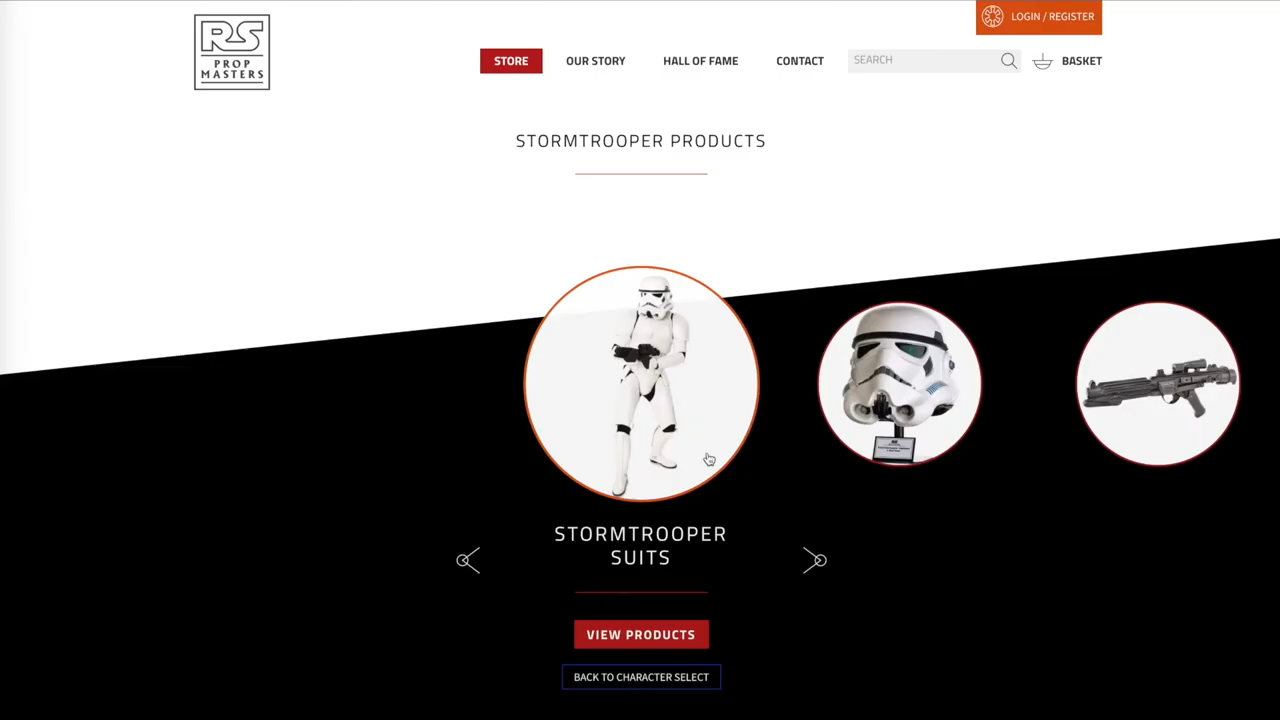 LOGIN / REGISTER
RS
PROP
MASTERS
STORE
OUR STORY
HALL OF FAME
CONTACT
SEARCH
BASKET
STORMTROOPER PRODUCTS
STORMTROOPER
SUITS
VIEW PRODUCTS
BACK TO CHARACTER SELECT